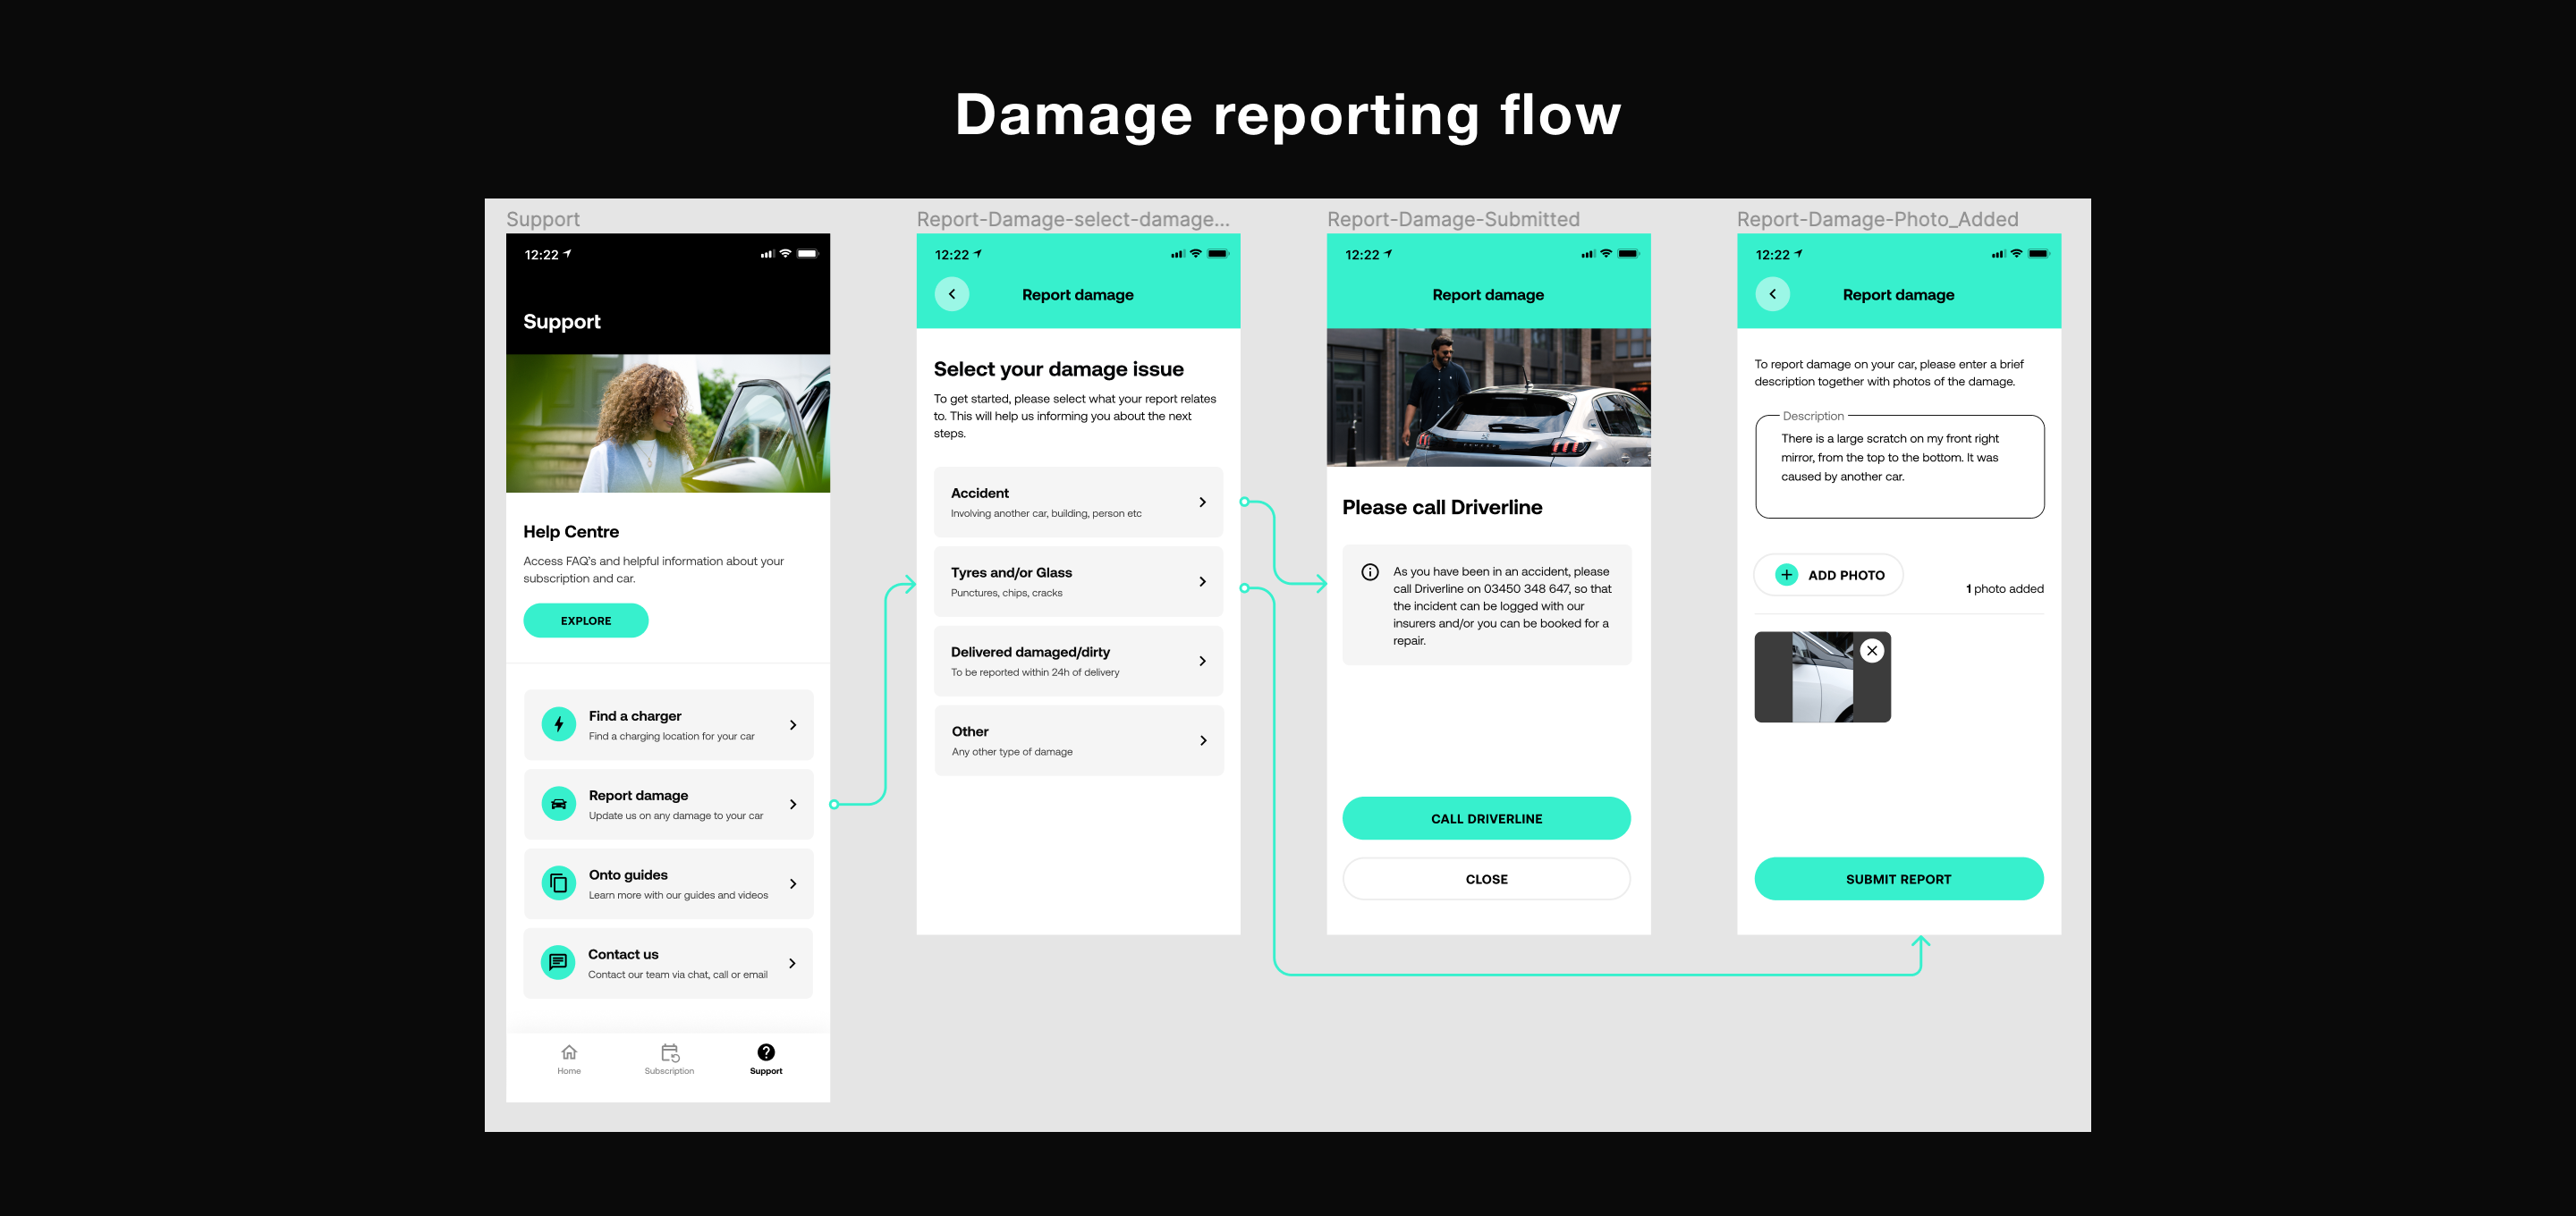 Damage reporting flow
Support
12:22
Support
Help Centre
Access FAQ's and helpful information about your
subscription and car.
EXPLORE
Find a charger
Find a charging location for your car
Report damage
Update us on any damage to your car
Onto guides
Learn more with our guides and videos
Contact us
Contact our team via chat, call or email
Home
Subscription
Support
Report-Damage-select-damage...
12:22
Report damage
Select your damage issue
To get started, please select what your report relates
to. This will help us informing you about the next
steps.
Accident
Involving another car, building, person etc
Tyres and/or Glass
Punctures, chips, cracks
Delivered damaged/dirty
To be reported within 24h of delivery
Other
Any other type of damage
Report-Damage-Submitted
12:22
Report damage
Please call Driverline
As you have been in an accident, please
call Driverline on 03450 348 647, so that
the incident can be logged with our
insurers and/or you can be booked for a
repair.
CALL DRIVERLINE
CLOSE
Report-Damage-Photo_Added
12:22
Report damage
To report damage on your car, please enter a brief
description together with photos of the damage.
Description
There is a large scratch on my front right
mirror, from the top to the bottom. It was
caused by another car.
ADD PHOTO
1 photo added
SUBMIT REPORT